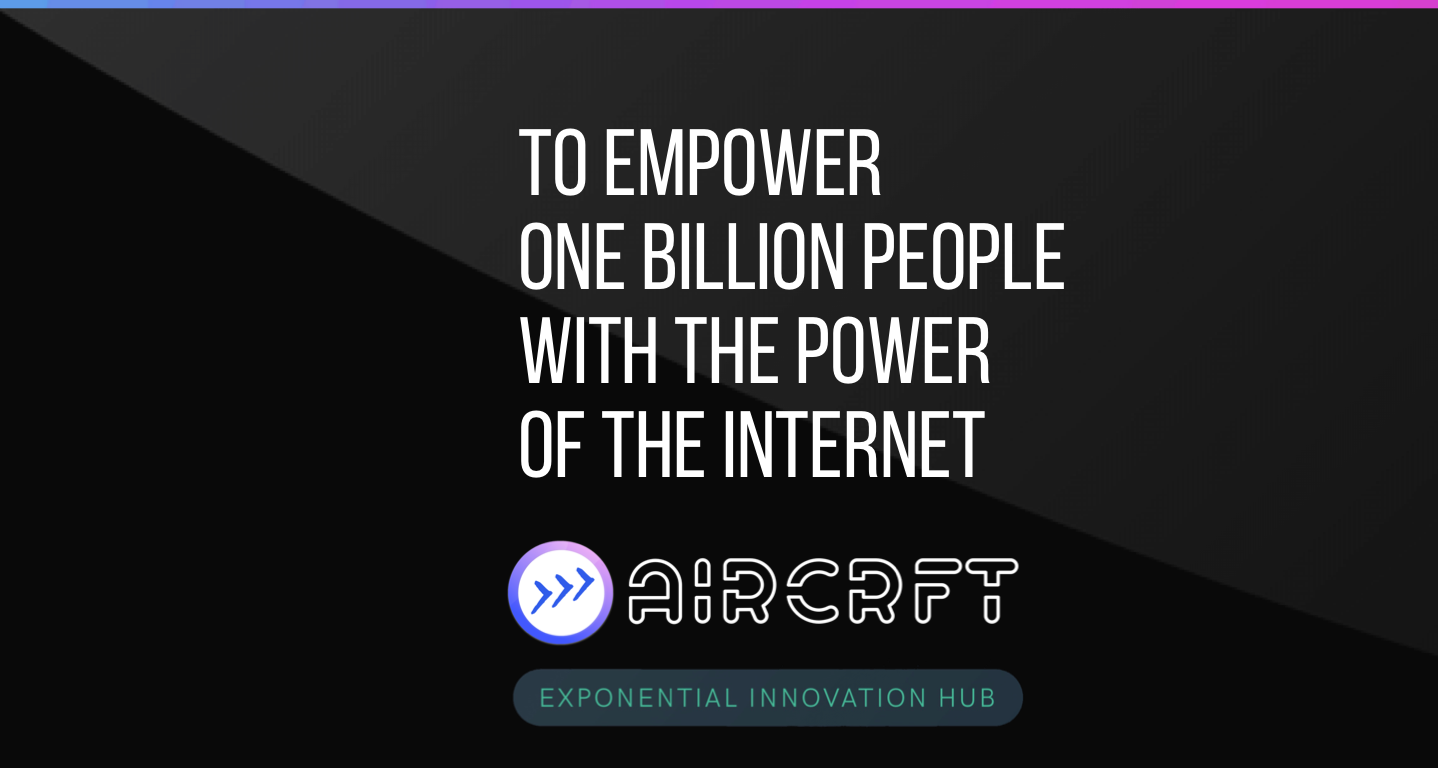 TO EMPOWER
ONE BILLION PEOPLE
WITH THE POWER
OF THE INTERNET
AIRCRFT
EXPONENTIAL INNOVATION HUB